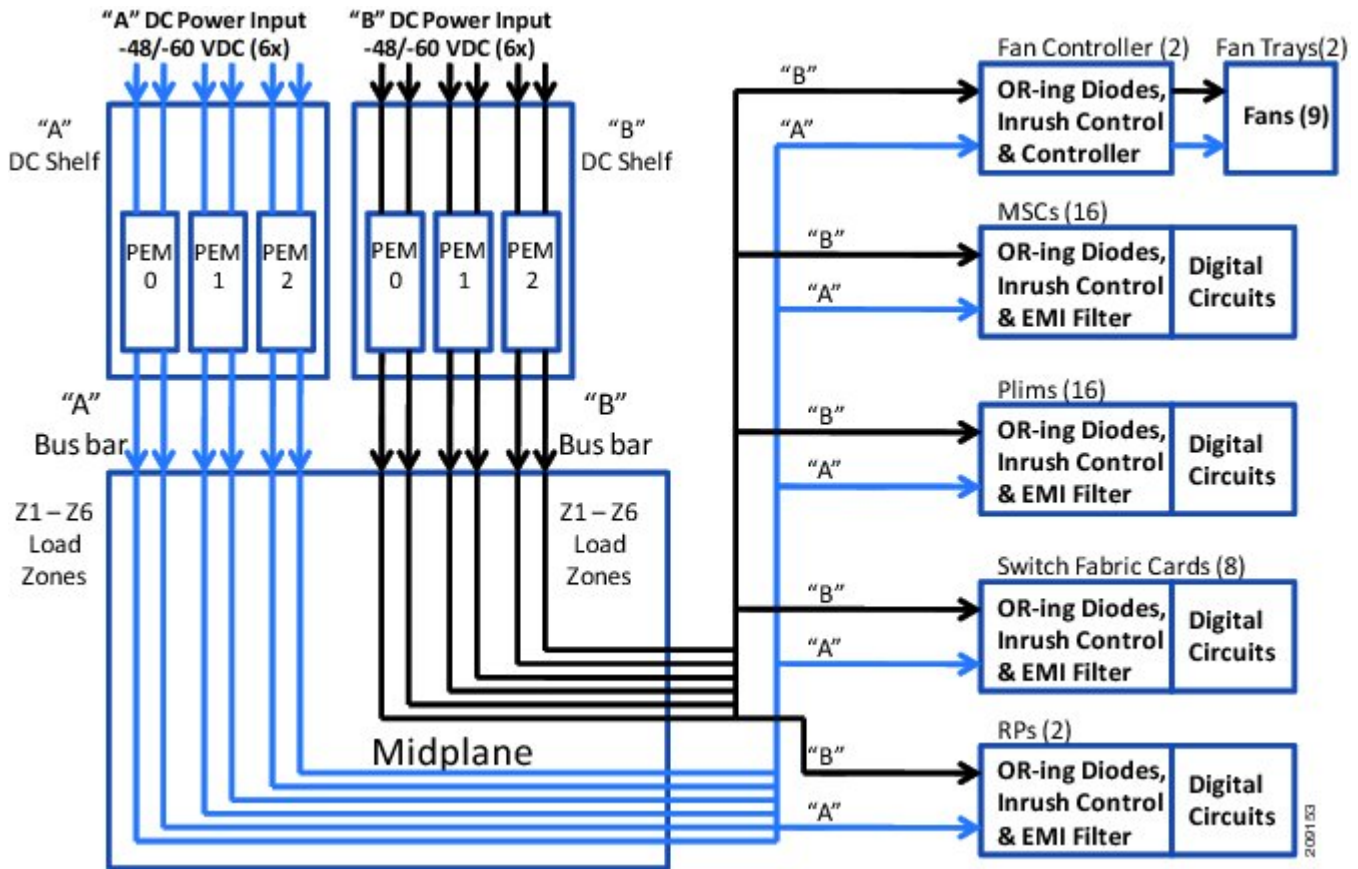 “A” DC Power Input
-48/-60 VDC (6x)
“B” DC Power Input
-48/-60 VDC (6x)
“A”
DC Shelf
“B”
DC Shelf
PEM
0
PEM
1
PEM
2
PEM
0
PEM
1
PEM
2
“A”
Bus bar
“B”
Bus bar
Z1 – Z6
Load
Zones
Z1 – Z6
Load
Zones
Midplane
Fan Controller (2)
Fan Trays(2)
“B”
“A”
OR-ing Diodes,
Inrush Control
& Controller
Fans (9)
MSCs (16)
“B”
“A”
OR-ing Diodes,
Inrush Control
& EMI Filter
Digital
Circuits
Plims (16)
“B”
“A”
OR-ing Diodes,
Inrush Control
& EMI Filter
Digital
Circuits
Switch Fabric Cards (8)
“B”
“A”
OR-ing Diodes,
Inrush Control
& EMI Filter
Digital
Circuits
RPs (2)
“B”
“A”
OR-ing Diodes,
Inrush Control
& EMI Filter
Digital
Circuits
209153